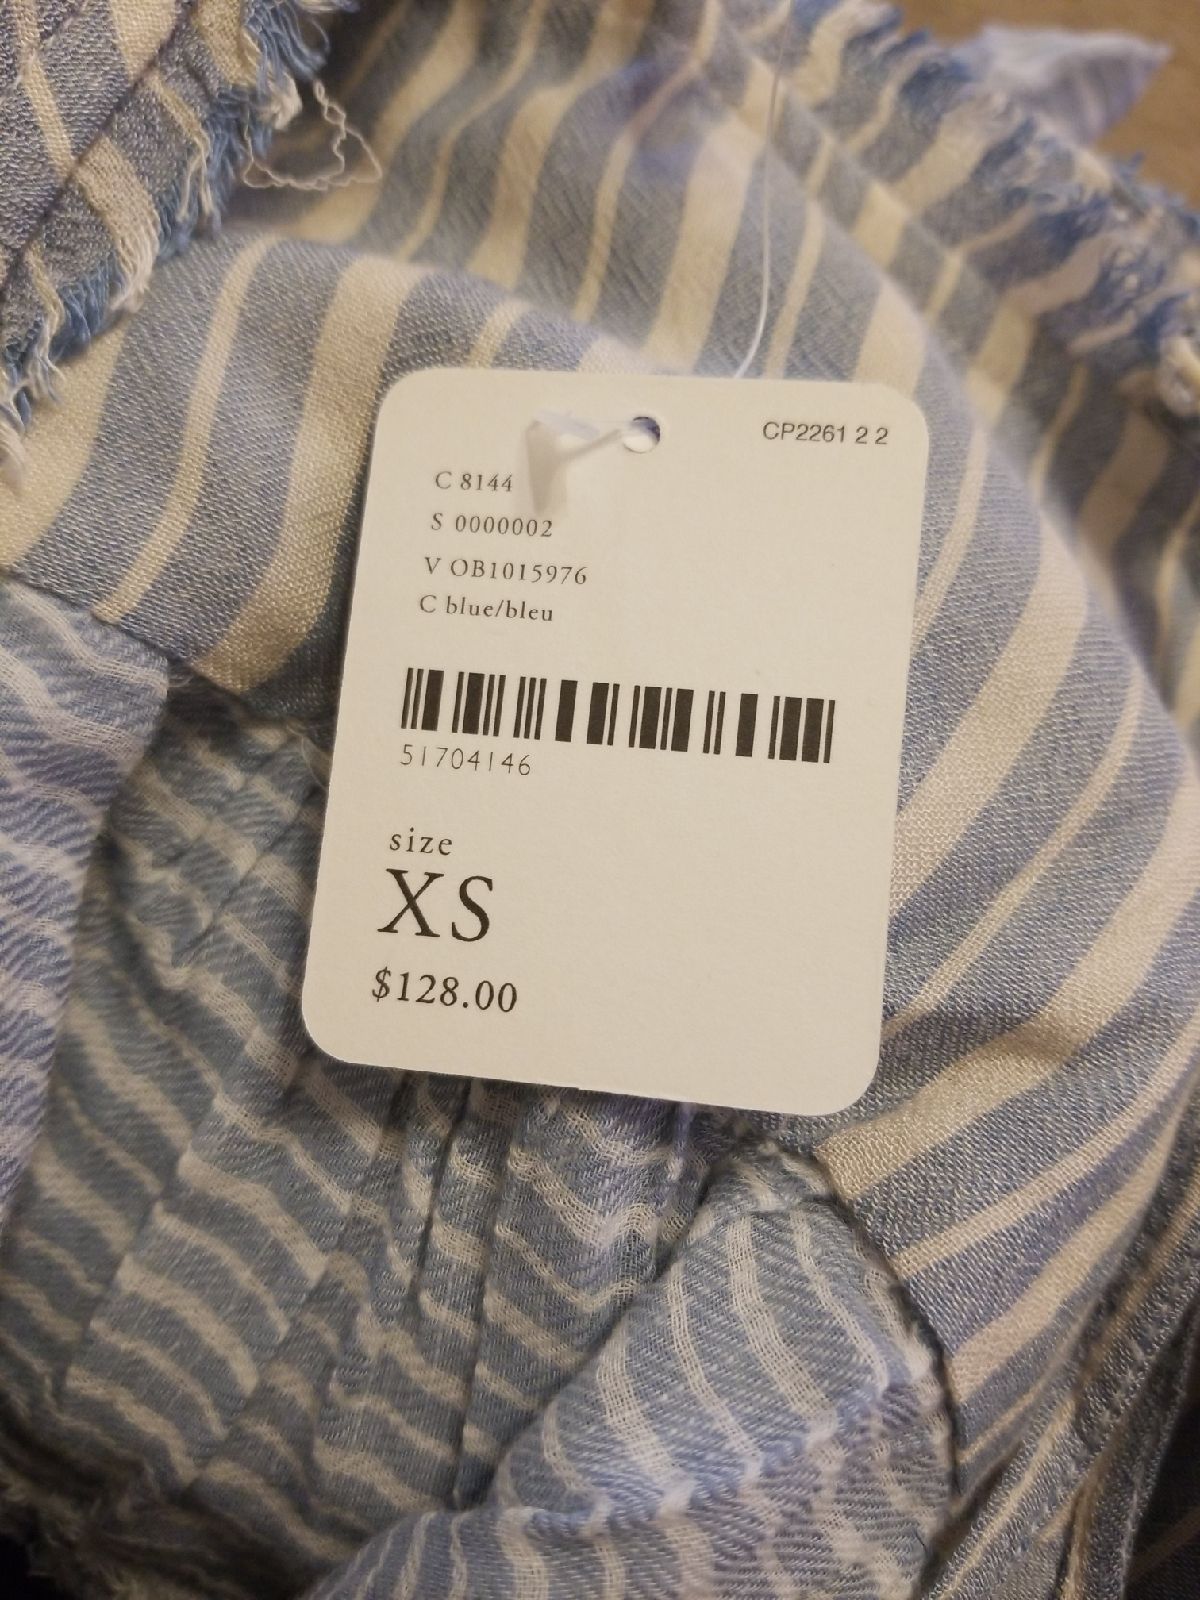 CP2261 2 2
C 8144
S 0000002
V OB1015976
C blue/bleu
51704146
size
XS
$128.00